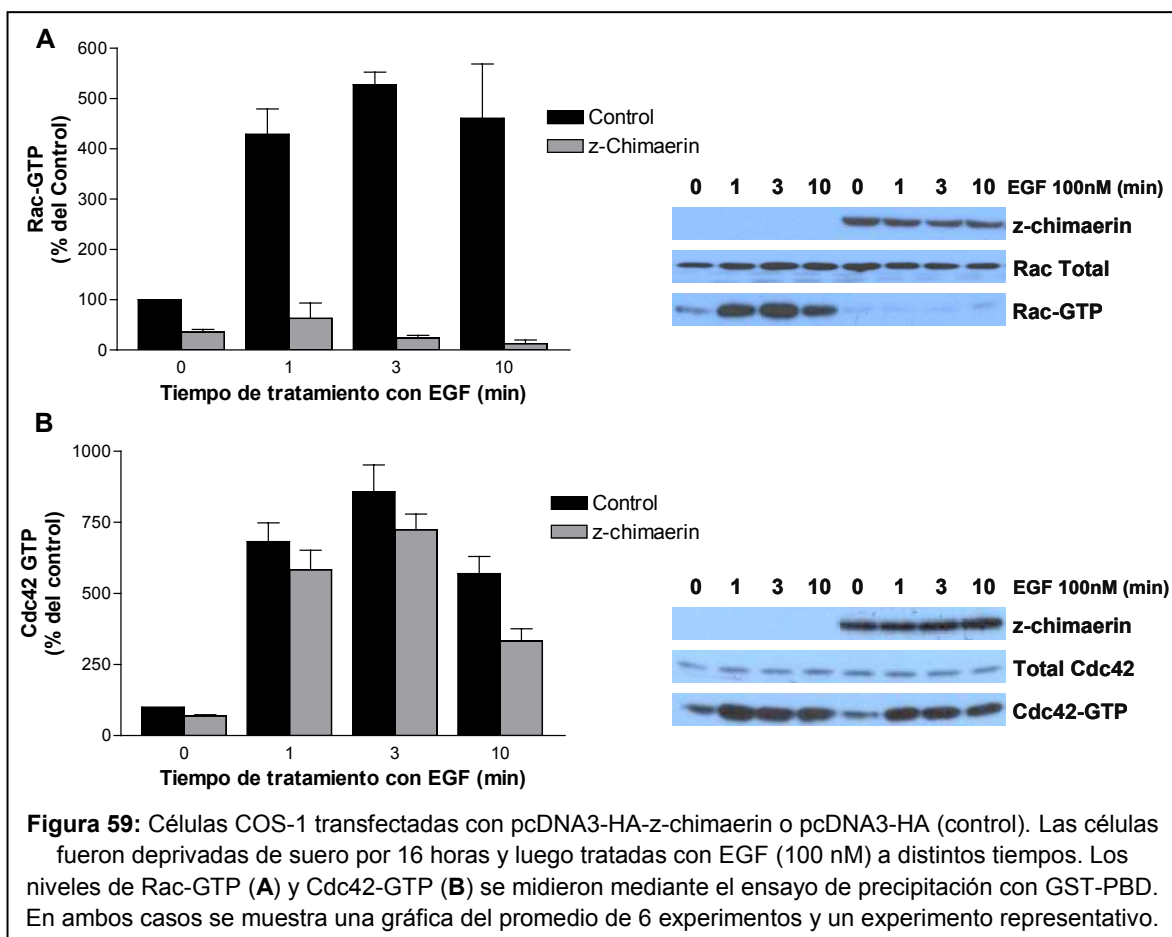 A
600
500
400
300
200
100
0
Rac-GTP
(% del Control)
Control
z-Chimaerin
0 1 3 10
Tiempo de tratamiento con EGF (min)
0 1 3 10 0 1 3 10 EGF 100nM (min)
z-chimaerin
Rac Total
Rac-GTP
B
1000
750
500
250
0
Cdc42 GTP
(% del control)
Control
z-chimaerin
0 1 3 10
Tiempo de tratamiento con EGF (min)
0 1 3 10 0 1 3 10 EGF 100nM (min)
z-chimaerin
Total Cdc42
Cdc42-GTP
Figura 59: Células COS-1 transfectadas con pcDNA3-HA-z-chimaerin o pcDNA3-HA (control). Las células
fueron deprivadas de suero por 16 horas y luego tratadas con EGF (100 nM) a distintos tiempos. Los
niveles de Rac-GTP (A) y Cdc42-GTP (B) se midieron mediante el ensayo de precipitación con GST-PBD.
En ambos casos se muestra una gráfica del promedio de 6 experimentos y un experimento representativo.